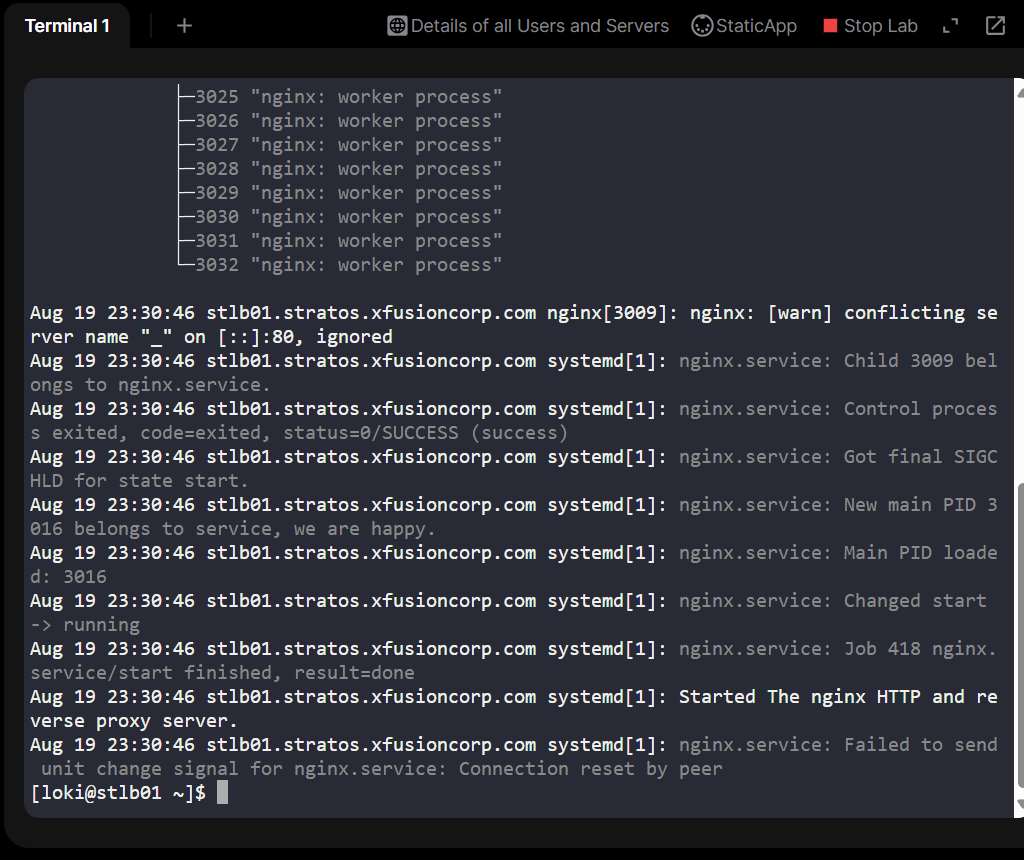 Terminal 1
+
Details of all Users and Servers
StaticApp
Stop Lab
├─3025 "nginx: worker process"
├─3026 "nginx: worker process"
├─3027 "nginx: worker process"
├─3028 "nginx: worker process"
├─3029 "nginx: worker process"
├─3030 "nginx: worker process"
├─3031 "nginx: worker process"
└─3032 "nginx: worker process"
Aug 19 23:30:46 stlb01.stratos.xfusioncorp.com nginx[3009]: nginx: [warn] conflicting se
rver name "_" on [::]:80, ignored
Aug 19 23:30:46 stlb01.stratos.xfusioncorp.com systemd[1]: nginx.service: Child 3009 bel
ongs to nginx.service.
Aug 19 23:30:46 stlb01.stratos.xfusioncorp.com systemd[1]: nginx.service: Control proces
s exited, code=exited, status=0/SUCCESS (success)
Aug 19 23:30:46 stlb01.stratos.xfusioncorp.com systemd[1]: nginx.service: Got final SIGC
HLD for state start.
Aug 19 23:30:46 stlb01.stratos.xfusioncorp.com systemd[1]: nginx.service: New main PID 3
016 belongs to service, we are happy.
Aug 19 23:30:46 stlb01.stratos.xfusioncorp.com systemd[1]: nginx.service: Main PID loade
d: 3016
Aug 19 23:30:46 stlb01.stratos.xfusioncorp.com systemd[1]: nginx.service: Changed start
-> running
Aug 19 23:30:46 stlb01.stratos.xfusioncorp.com systemd[1]: nginx.service: Job 418 nginx.
service/start finished, result=done
Aug 19 23:30:46 stlb01.stratos.xfusioncorp.com systemd[1]: Started The nginx HTTP and re
verse proxy server.
Aug 19 23:30:46 stlb01.stratos.xfusioncorp.com systemd[1]: nginx.service: Failed to send
 unit change signal for nginx.service: Connection reset by peer
[loki@stlb01 ~]$